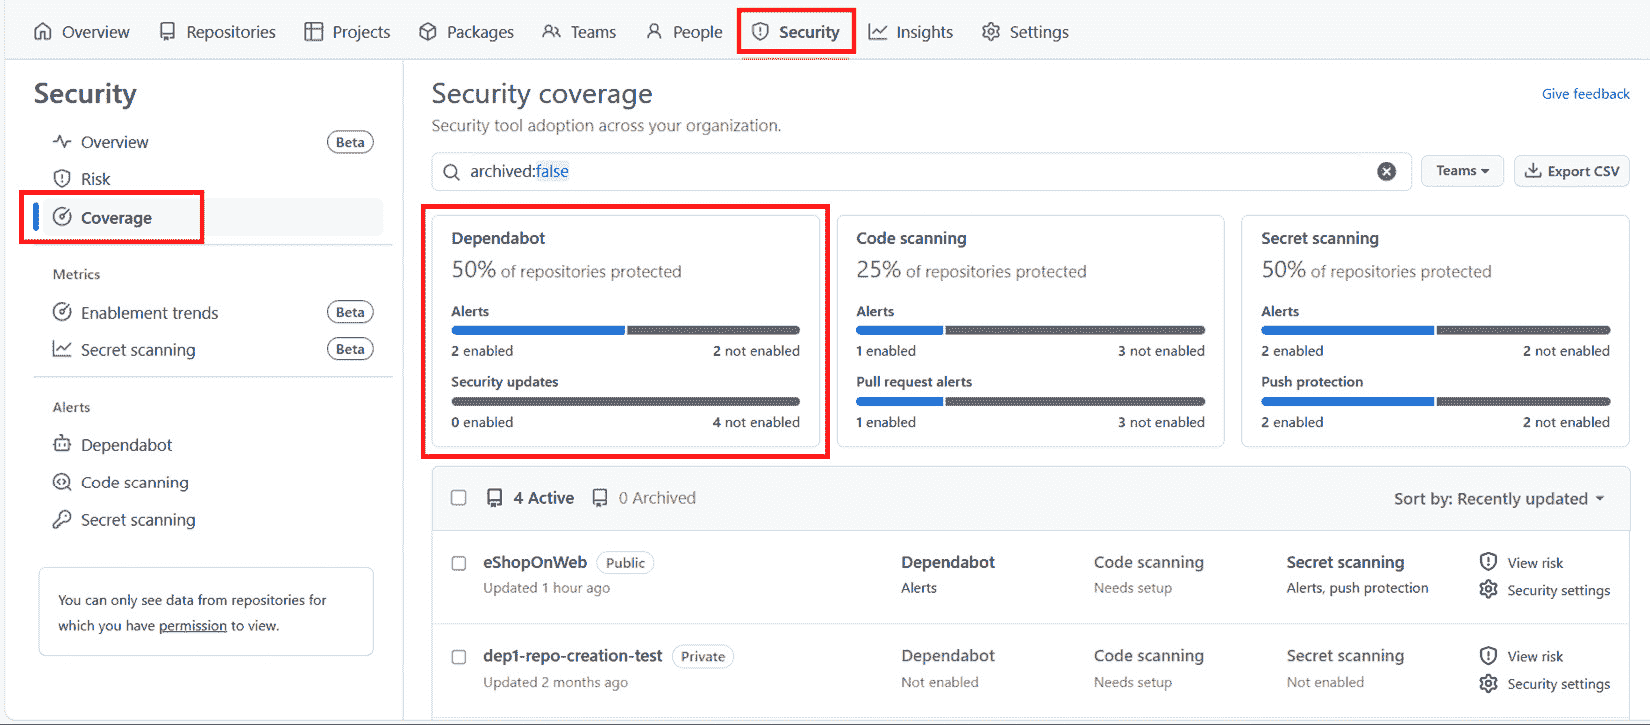 Overview Repositories Projects Packages Teams People Security Insights Settings
Security
Overview Beta
Risk
Coverage
Metrics
Enablement trends Beta
Secret scanning Beta
Alerts
Dependabot
Code scanning
Secret scanning
You can only see data from repositories for
which you have permission to view.
Security coverage
Give feedback
Security tool adoption across your organization.
archived:false
Teams
Export CSV
Dependabot
50% of repositories protected
Alerts
2 enabled 2 not enabled
Security updates
0 enabled 4 not enabled
Code scanning
25% of repositories protected
Alerts
1 enabled 3 not enabled
Pull request alerts
1 enabled 3 not enabled
Secret scanning
50% of repositories protected
Alerts
2 enabled 2 not enabled
Push protection
2 enabled 2 not enabled
4 Active 0 Archived Sort by: Recently updated
eShopOnWeb Public Dependabot Code scanning Secret scanning View risk
Updated 1 hour ago Alerts Needs setup Alerts, push protection Security settings
dep1-repo-creation-test Private Dependabot Code scanning Secret scanning View risk
Updated 2 months ago Not enabled Needs setup Not enabled Security settings